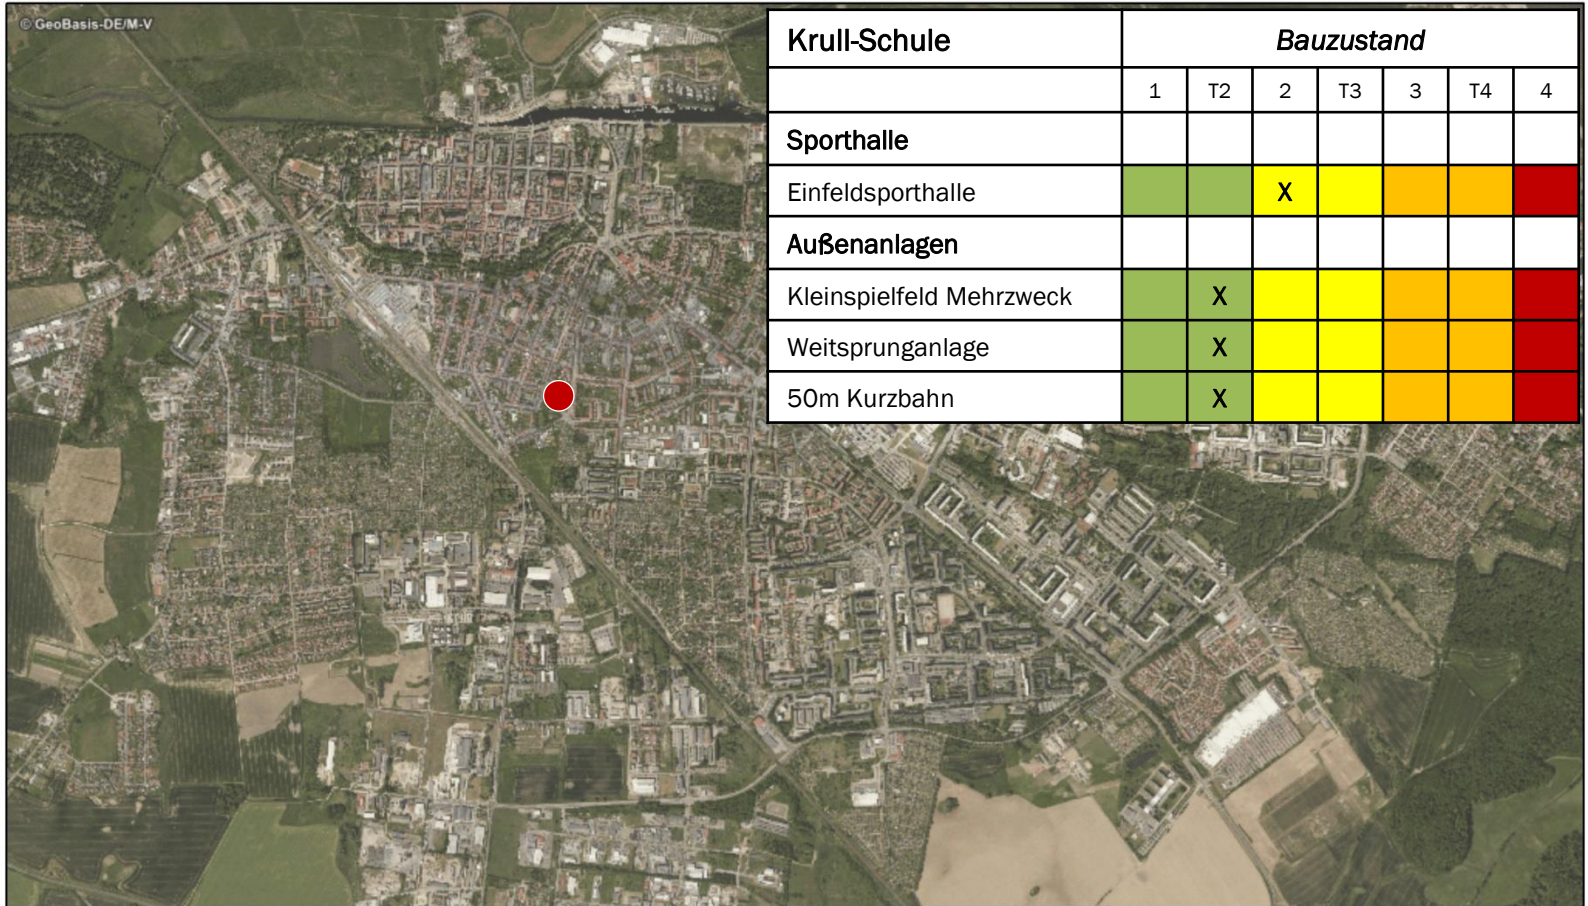 © GeoBasis-DE/M-V
Krull-Schule Bauzustand
1 T2 2 T3 3 T4 4
Sporthalle
Einfeldsporthalle X
Außenanlagen
Kleinspielfeld Mehrzweck X
Weitsprunganlage X
50m Kurzbahn X